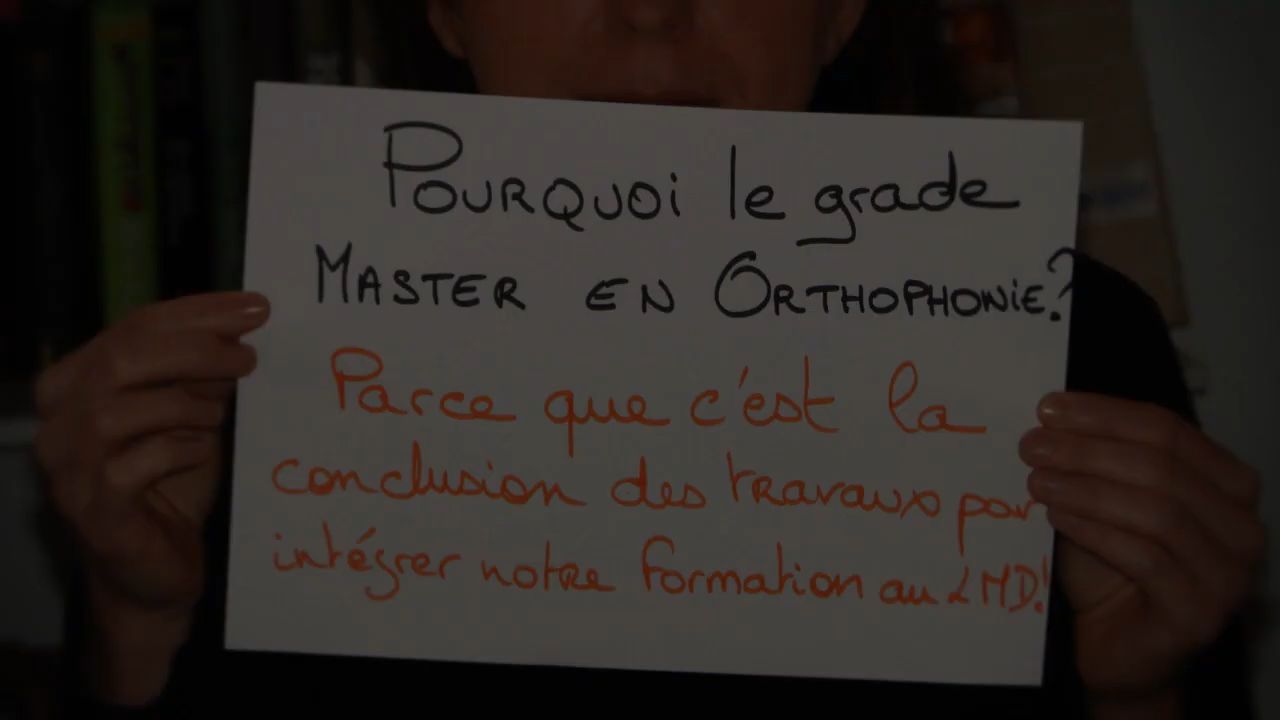 POURQUOi le grade
MASTER EN ORTHOPHONiE?
Parce que c'est la
conclusion des travaux pour
intégrer notre formation au LMD!